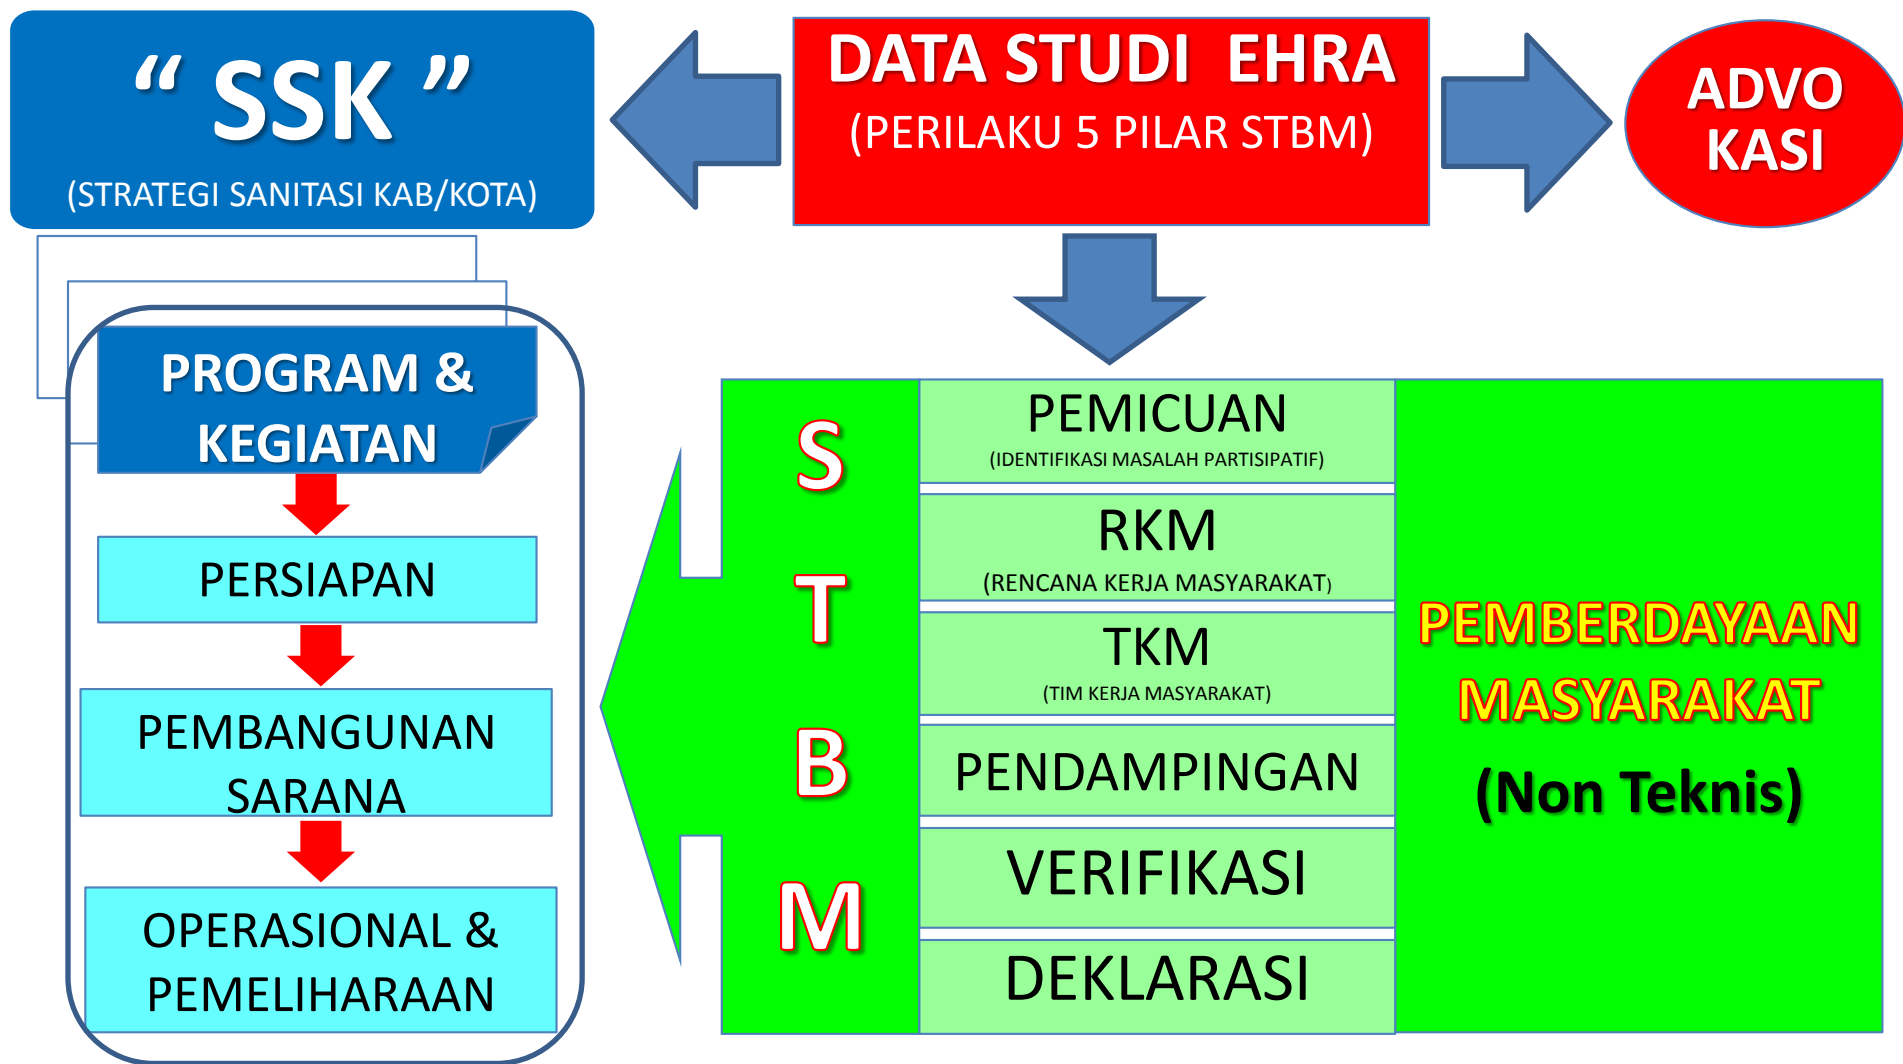 “ SSK ”
(STRATEGI SANITASI KAB/KOTA)
DATA STUDI EHRA
(PERILAKU 5 PILAR STBM)
ADVO
KASI
PROGRAM &
KEGIATAN
PERSIAPAN
PEMBANGUNAN
SARANA
OPERASIONAL &
PEMELIHARAAN
S
T
B
M
PEMICUAN
(IDENTIFIKASI MASALAH PARTISIPATIF)
RKM
(RENCANA KERJA MASYARAKAT)
TKM
(TIM KERJA MASYARAKAT)
PENDAMPINGAN
VERIFIKASI
DEKLARASI
PEMBERDAYAAN
MASYARAKAT
(Non Teknis)